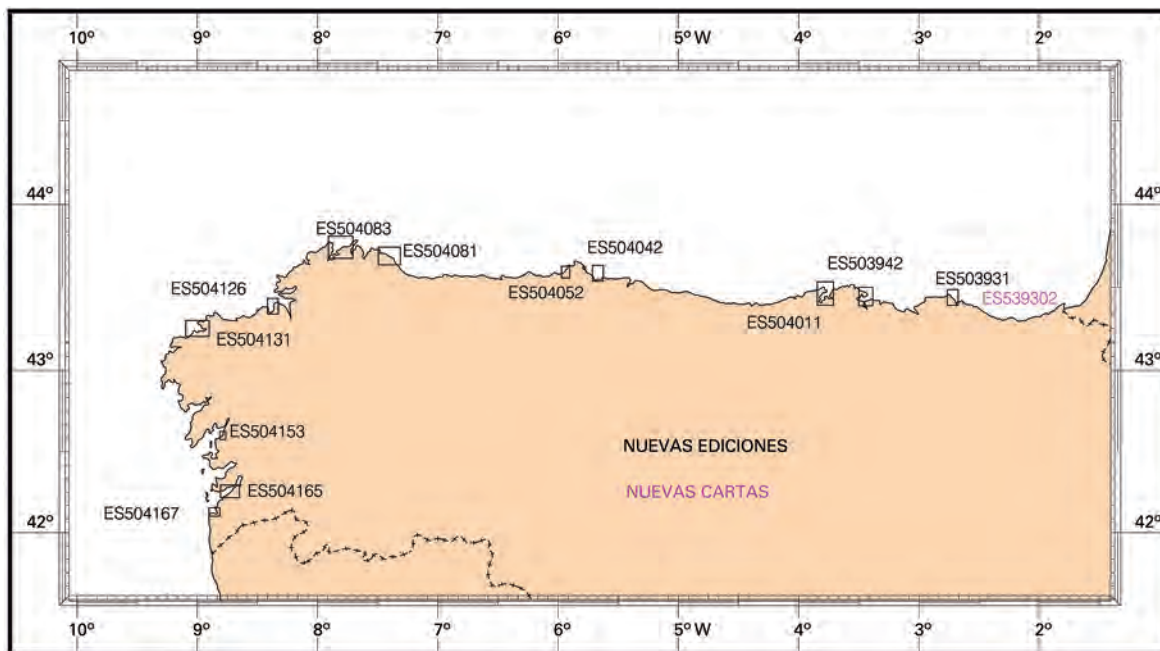 10° 9° 8° 7° 6° 5°W 4° 3° 2°
44° 44°
ES504083
ES504081
ES504042
ES504126
ES504052
ES503942
ES503931
ES539302
ES504011
ES504131
43° 43°
ES504153
NUEVAS EDICIONES
ES504165
NUEVAS CARTAS
ES504167
42° 42°
10° 9° 8° 7° 6° 5°W 4° 3° 2°